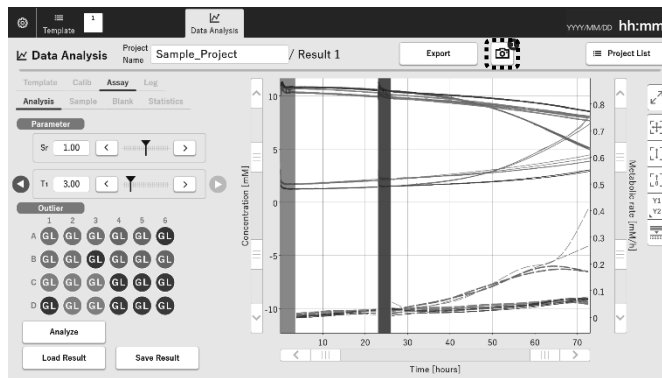 Template
1
Data Analysis
YYYY/MM/DD hh:mm
Data Analysis
Project Name
Sample_Project
/ Result 1
Export
1
Project List
Template Calib Assay Log
Analysis Sample Blank Statistics
Parameter
Sr 1.00
T1 3.00
Outlier
1 2 3 4 5 6
A GL GL GL GL GL GL
B GL GL GL GL GL GL
C GL GL GL GL GL GL
D GL GL GL GL GL GL
Analyze
Load Result
Save Result
Concentration [mM]
10
5
0
-5
-10
10 20 30 40 50 60 70
Time [hours]
0.8
0.7
0.6
0.5
0.4
0.3
0.2
0.1
0
Metabolic rate [mM/h]
Y1
Y2